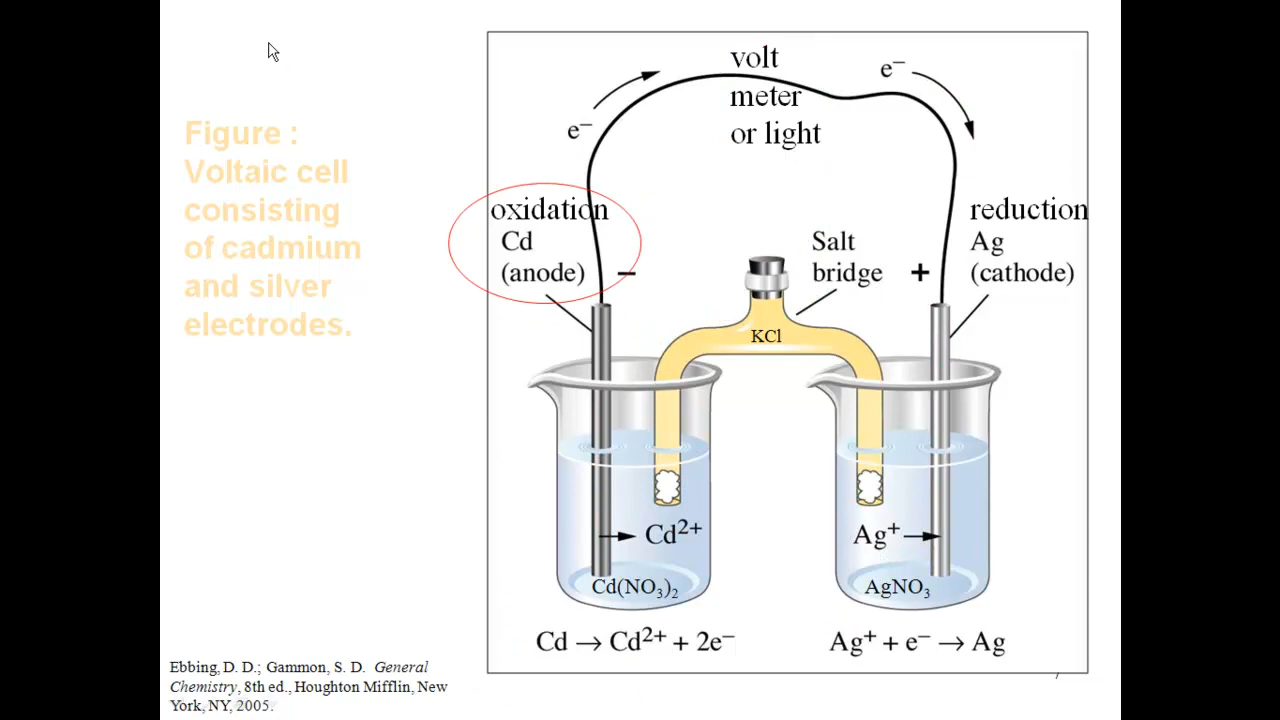 Figure :
Voltaic cell
consisting
of cadmium
and silver
electrodes.
volt
meter
or light
e⁻
e⁻
oxidation
Cd
(anode)
−
Salt
bridge
+
reduction
Ag
(cathode)
KCl
Cd²⁺
Ag⁺
Cd(NO₃)₂
AgNO₃
Cd → Cd²⁺ + 2e⁻
Ag⁺ + e⁻ → Ag
Ebbing, D. D.; Gammon, S. D. General
Chemistry, 8th ed., Houghton Mifflin, New
York, NY, 2005.